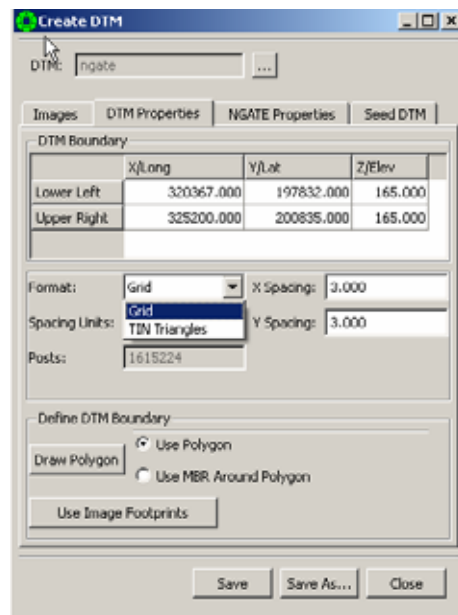 Create DTM
DTM: ngate ...
Images DTM Properties NGATE Properties Seed DTM
DTM Boundary
X/Long Y/Lat Z/Elev
Lower Left 320367.000 197832.000 165.000
Upper Right 325200.000 200835.000 165.000
Format: Grid X Spacing: 3.000
Grid
Spacing Units: TIN Triangles Y Spacing: 3.000
Posts: 1615224
Define DTM Boundary
Draw Polygon Use Polygon
Use MBR Around Polygon
Use Image Footprints
Save Save As... Close